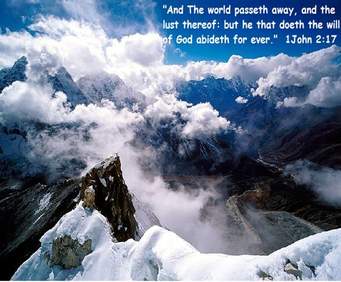 "And The world passeth away, and the
lust thereof: but he that doeth the will
of God abideth for ever."  1John 2:17